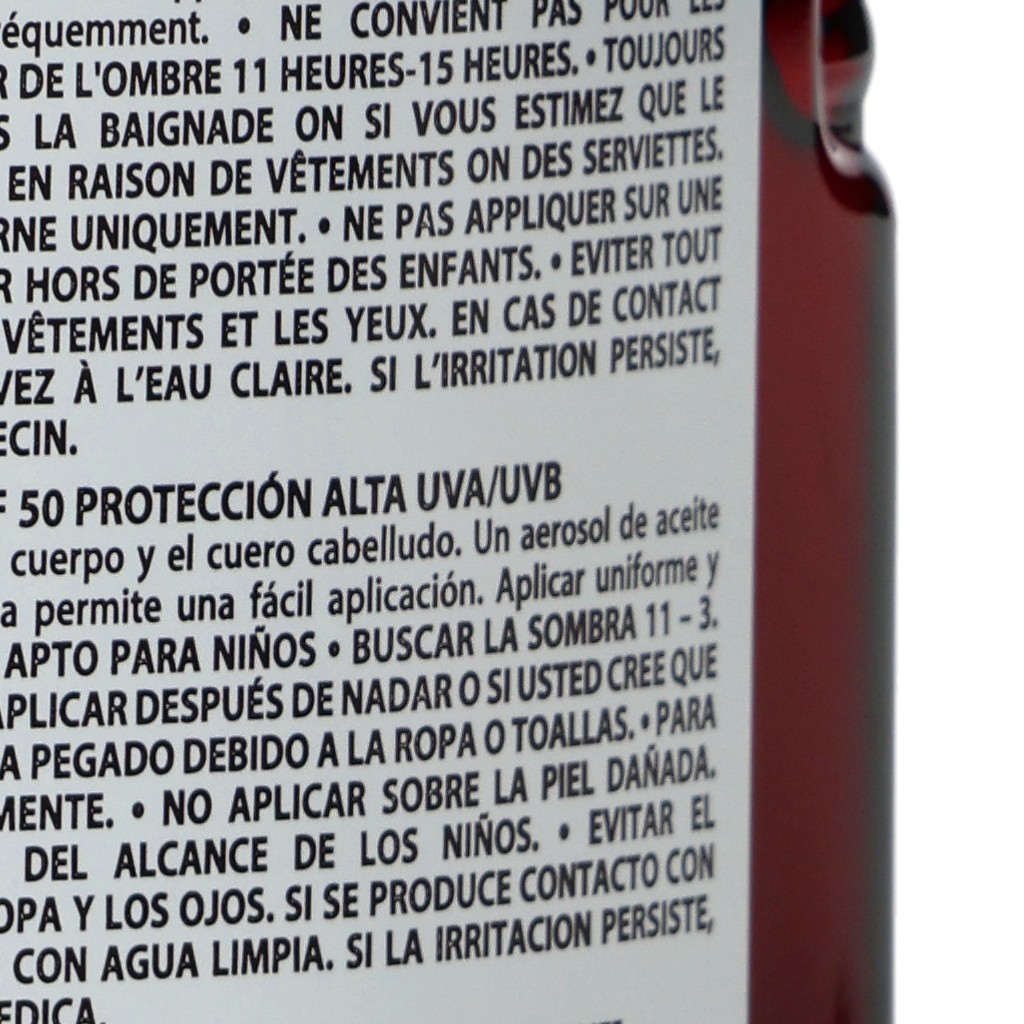 équemment. • NE CONVIENT PAS POUR LES
R DE L'OMBRE 11 HEURES-15 HEURES. • TOUJOURS
S LA BAIGNADE ON SI VOUS ESTIMEZ QUE LE
EN RAISON DE VÊTEMENTS ON DES SERVIETTES.
RNE UNIQUEMENT. • NE PAS APPLIQUER SUR UNE
R HORS DE PORTÉE DES ENFANTS. • EVITER TOUT
VÊTEMENTS ET LES YEUX. EN CAS DE CONTACT
VEZ À L'EAU CLAIRE. SI L'IRRITATION PERSISTE,
ECIN.
F 50 PROTECCIÓN ALTA UVA/UVB
cuerpo y el cuero cabelludo. Un aerosol de aceite
a permite una fácil aplicación. Aplicar uniforme y
APTO PARA NIÑOS • BUSCAR LA SOMBRA 11 – 3.
APLICAR DESPUÉS DE NADAR O SI USTED CREE QUE
A PEGADO DEBIDO A LA ROPA O TOALLAS. • PARA
MENTE. • NO APLICAR SOBRE LA PIEL DAÑADA.
DEL ALCANCE DE LOS NIÑOS. • EVITAR EL
OPA Y LOS OJOS. SI SE PRODUCE CONTACTO CON
CON AGUA LIMPIA. SI LA IRRITACION PERSISTE,
EDICA.